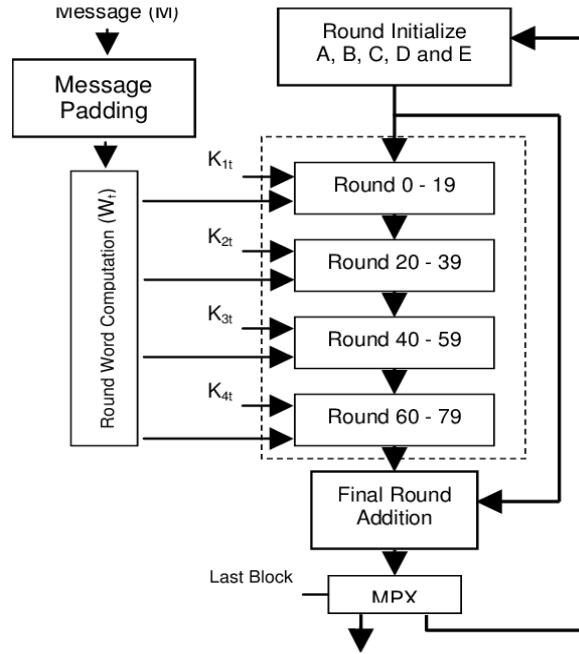 Message (M)
Round Initialize
A, B, C, D and E
Message
Padding
Round Word Computation (Wt)
K1t
Round 0 - 19
K2t
Round 20 - 39
K3t
Round 40 - 59
K4t
Round 60 - 79
Final Round
Addition
Last Block
MPX